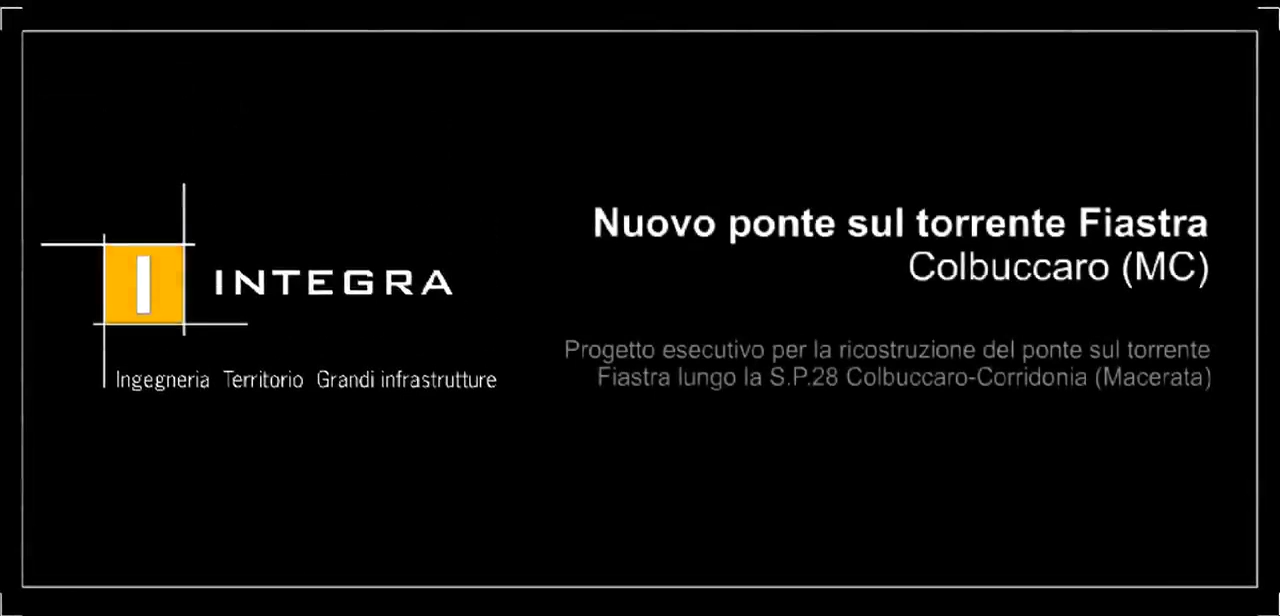 I
INTEGRA
Ingegneria Territorio Grandi infrastrutture
Nuovo ponte sul torrente Fiastra
Colbuccaro (MC)
Progetto esecutivo per la ricostruzione del ponte sul torrente
Fiastra lungo la S.P.28 Colbuccaro-Corridonia (Macerata)